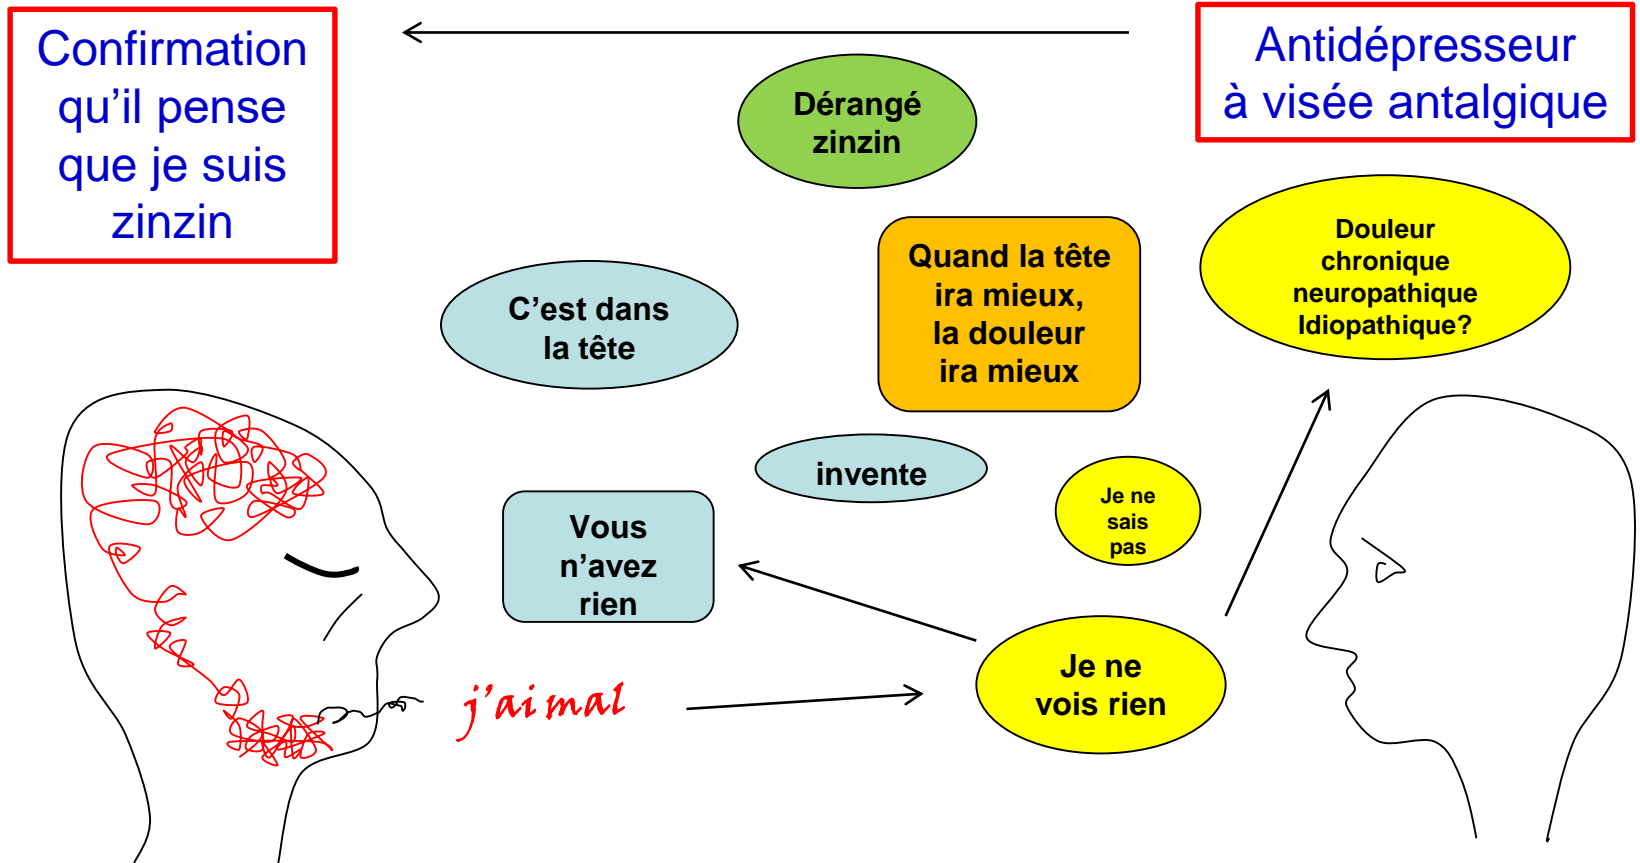 Confirmation
qu'il pense
que je suis
zinzin
Antidépresseur
à visée antalgique
Dérangé
zinzin
Douleur
chronique
neuropathique
Idiopathique?
Quand la tête
ira mieux,
la douleur
ira mieux
C'est dans
la tête
invente
Je ne
sais
pas
Vous
n'avez
rien
Je ne
vois rien
j'ai mal